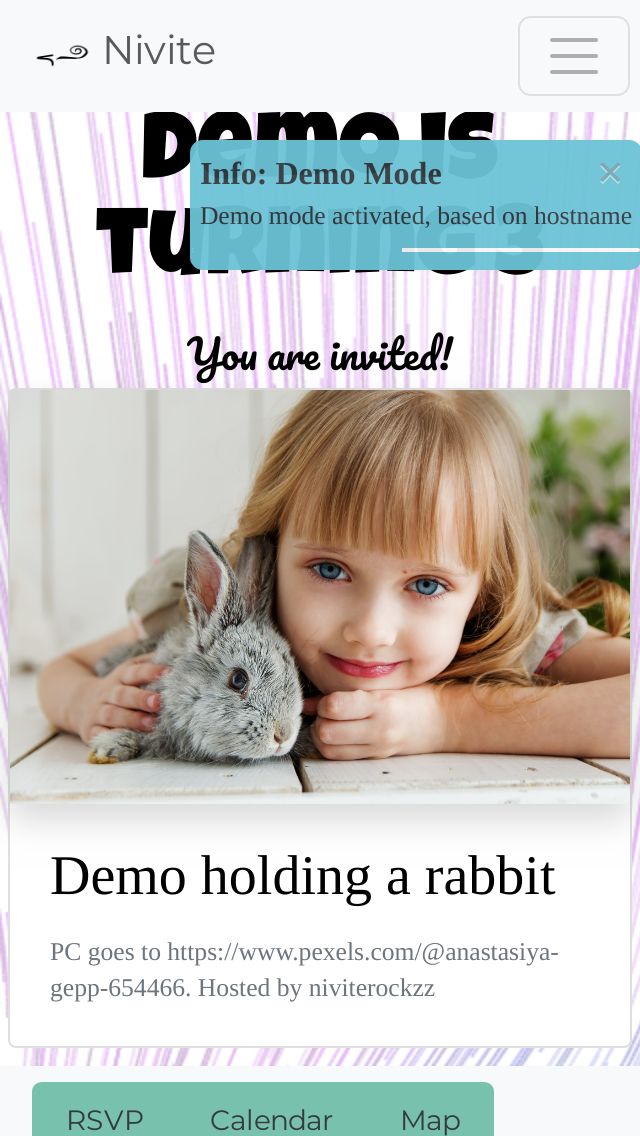 Nivite
Demo is
Turning 3
Info: Demo Mode
×
Demo mode activated, based on hostname
You are invited!
Demo holding a rabbit
PC goes to https://www.pexels.com/@anastasiya-
gepp-654466. Hosted by niviterockzz
RSVP Calendar Map